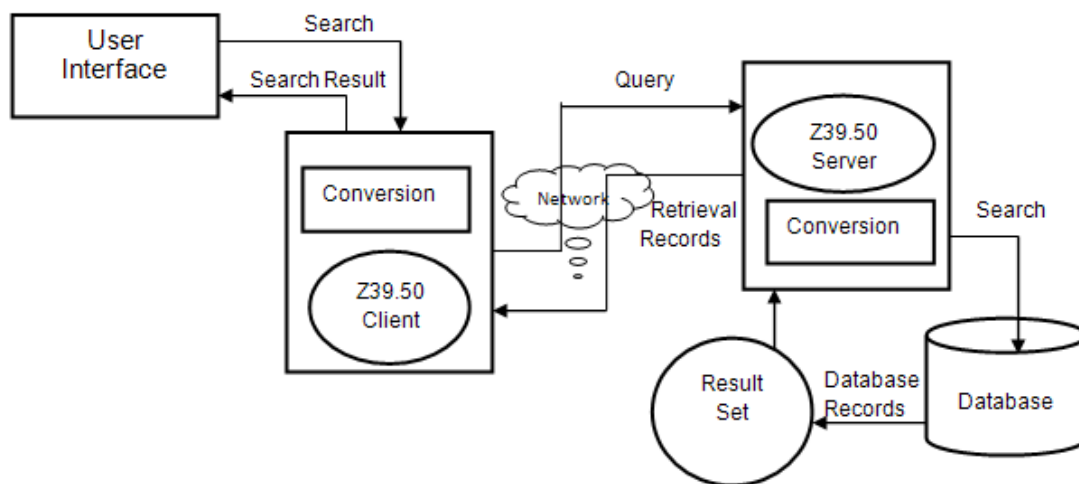 User
Interface
Search
Search Result
Conversion
Z39.50
Client
Query
Network
Retrieval
Records
Z39.50
Server
Conversion
Search
Database
Database
Records
Result
Set